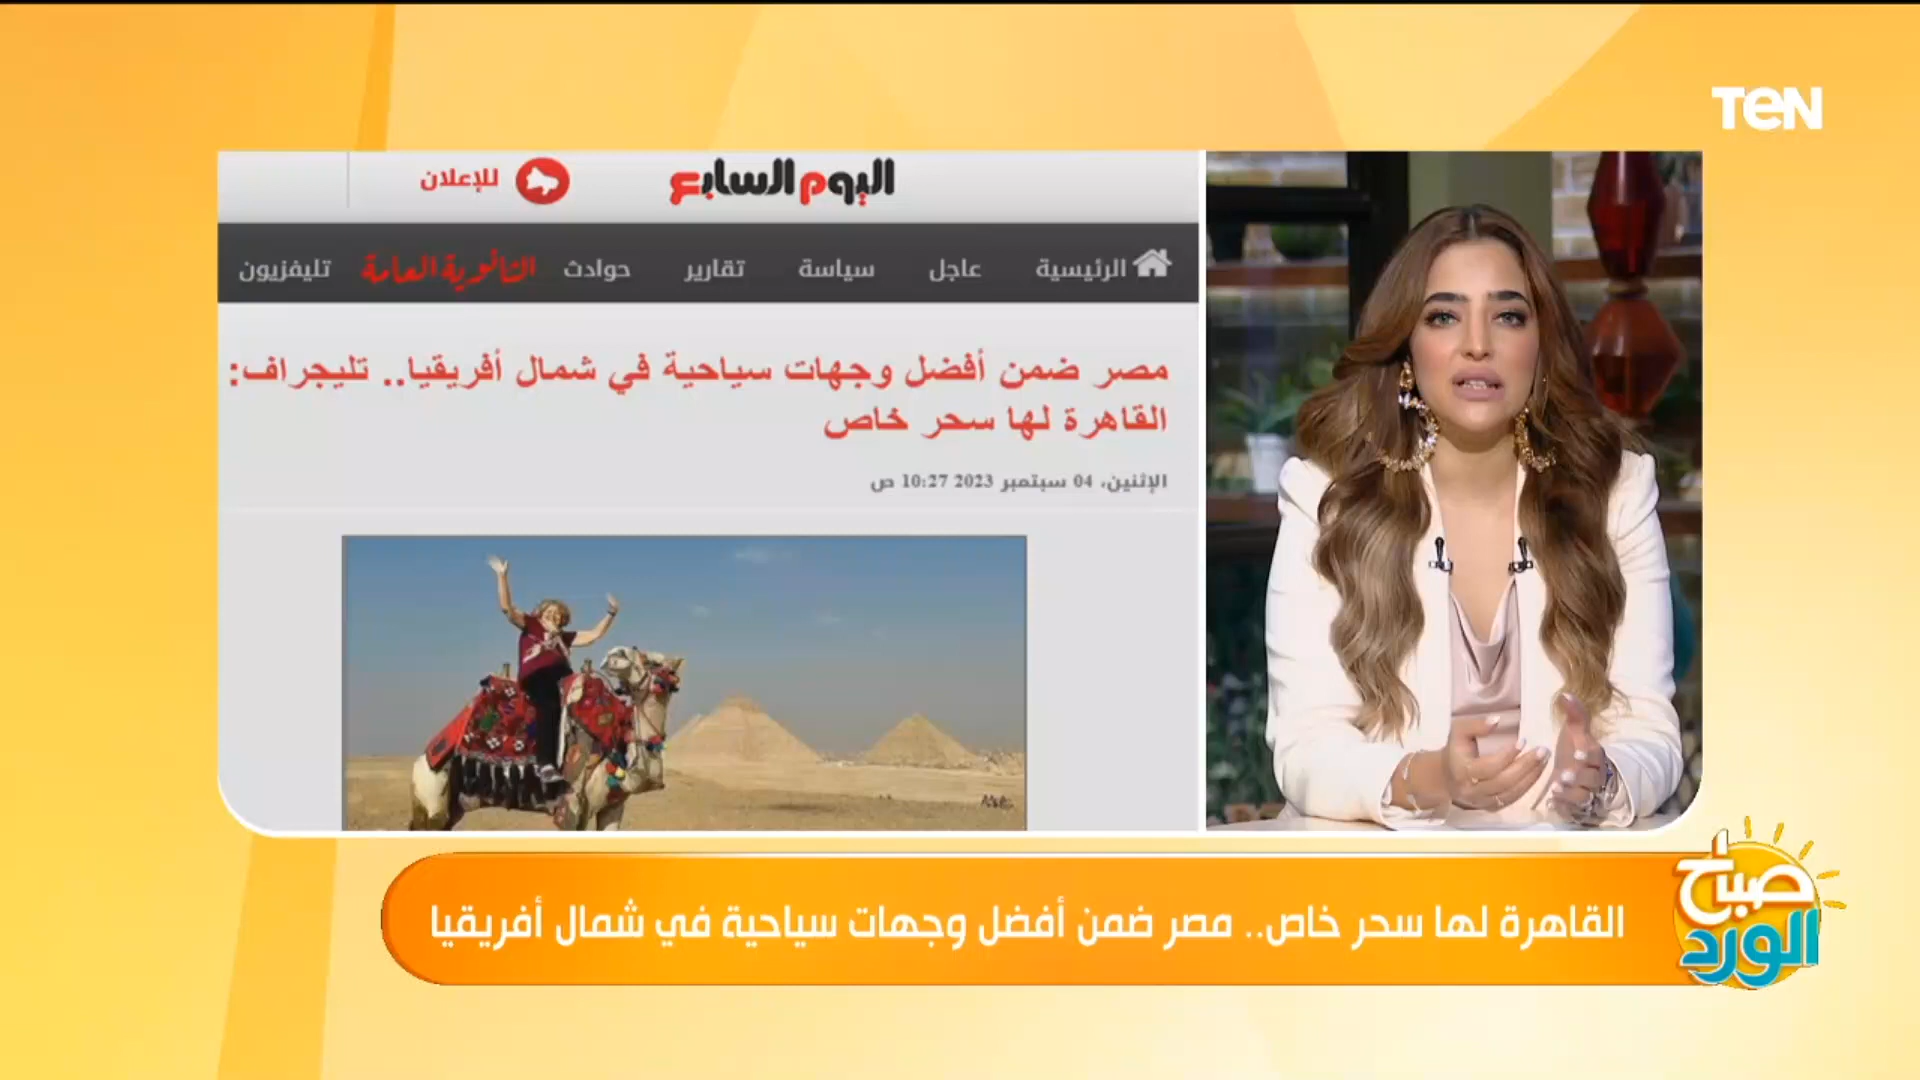 TEN
اليوم السابع
للإعلان
الرئيسية عاجل سياسة تقارير حوادث الثانوية العامة تليفزيون
مصر ضمن أفضل وجهات سياحية في شمال أفريقيا.. تليجراف:
القاهرة لها سحر خاص
الإثنين، 04 سبتمبر 2023 10:27 ص
صباح
الورد
القاهرة لها سحر خاص.. مصر ضمن أفضل وجهات سياحية في شمال أفريقيا